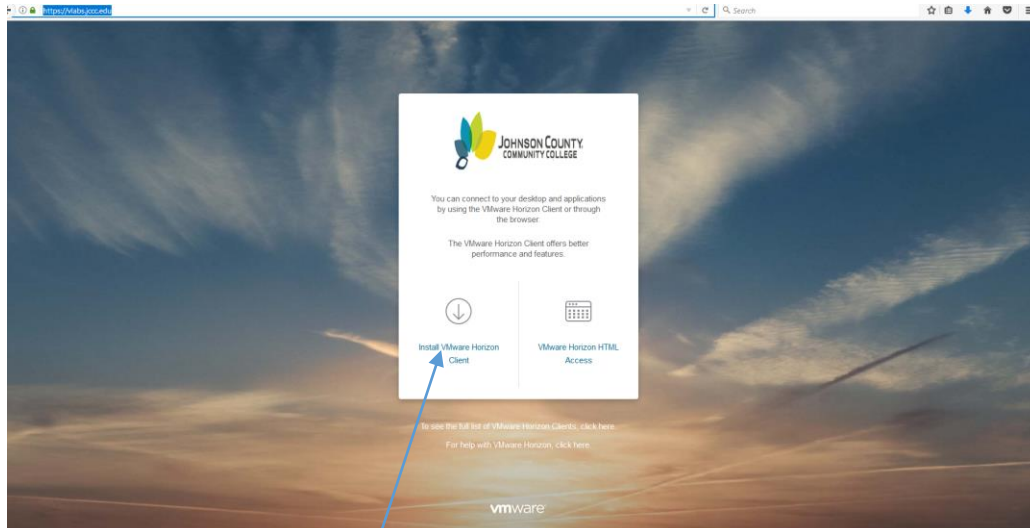 https://vlabs.jccc.edu
Search
JOHNSON COUNTY
COMMUNITY COLLEGE
You can connect to your desktop and applications
by using the VMware Horizon Client or through
the browser.
The VMware Horizon Client offers better
performance and features.
Install VMware Horizon
Client
VMware Horizon HTML
Access
To see the full list of VMware Horizon Clients, click here.
For help with VMware Horizon, click here.
vmware